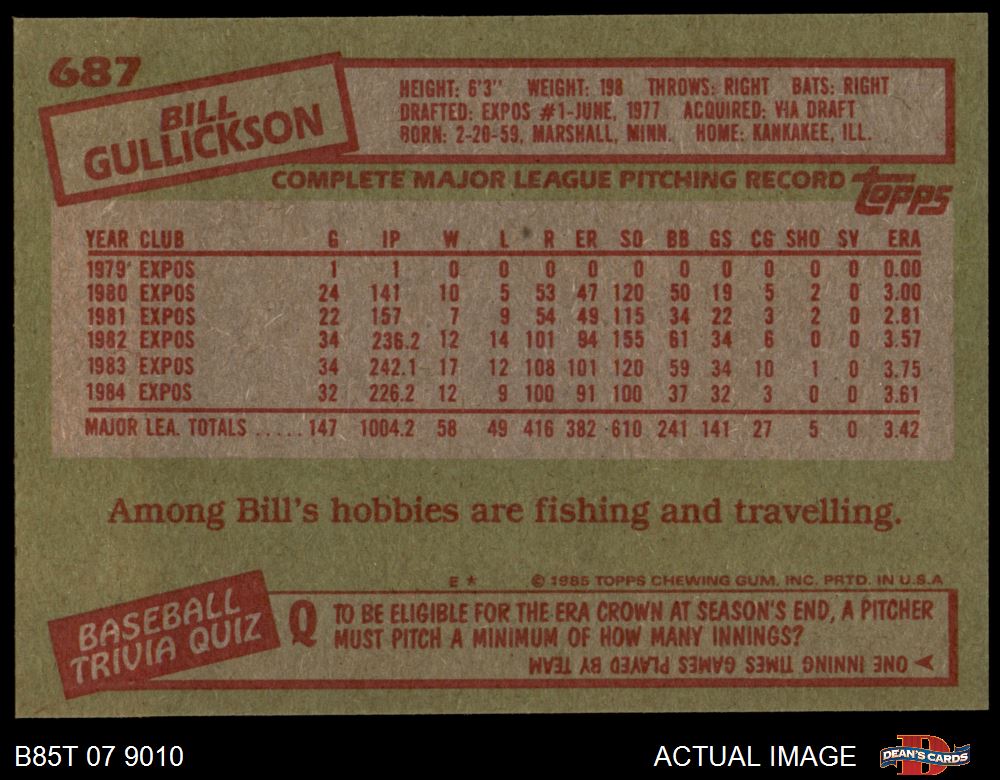 687
BILL
GULLICKSON
HEIGHT: 6'3" WEIGHT: 198 THROWS: RIGHT BATS: RIGHT
DRAFTED: EXPOS #1-JUNE, 1977 ACQUIRED: VIA DRAFT
BORN: 2-20-59, MARSHALL, MINN. HOME: KANKAKEE, ILL.
COMPLETE MAJOR LEAGUE PITCHING RECORD topps
YEAR CLUB G IP W L R ER SO BB GS CG SHO SV ERA
1979 EXPOS 1 1 0 0 0 0 0 0 0 0 0 0 0.00
1980 EXPOS 24 141 10 5 53 47 120 50 19 5 2 0 3.00
1981 EXPOS 22 157 7 9 54 49 115 34 22 3 2 0 2.81
1982 EXPOS 34 236.2 12 14 101 94 155 61 34 6 0 0 3.57
1983 EXPOS 34 242.1 17 12 108 101 120 59 34 10 1 0 3.75
1984 EXPOS 32 226.2 12 9 100 91 100 37 32 3 0 0 3.61
MAJOR LEA. TOTALS ..... 147 1004.2 58 49 416 382 610 241 141 27 5 0 3.42
Among Bill's hobbies are fishing and travelling.
E * © 1985 TOPPS CHEWING GUM, INC. PRTD. IN U.S.A
BASEBALL
TRIVIA QUIZ
Q TO BE ELIGIBLE FOR THE ERA CROWN AT SEASON'S END, A PITCHER
MUST PITCH A MINIMUM OF HOW MANY INNINGS?
ONE INNING TIMES GAMES PLAYED BY TEAM
B85T 07 9010 ACTUAL IMAGE DEAN'S CARDS